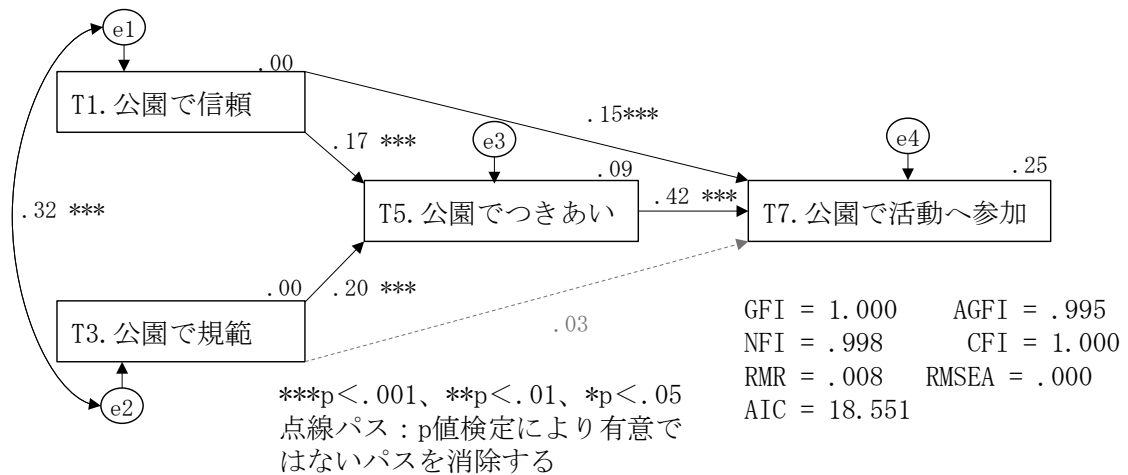 e1
.00
T1.公園で信頼
.15***
.17 ***
e3
e4
.09
.25
.32 ***
T5.公園でつきあい
.42 ***
T7.公園で活動へ参加
.00
.20 ***
T3.公園で規範
.03
e2
GFI = 1.000 AGFI = .995
NFI = .998 CFI = 1.000
RMR = .008 RMSEA = .000
AIC = 18.551
***p<.001、**p<.01、*p<.05
点線パス：p値検定により有意で
はないパスを消除する